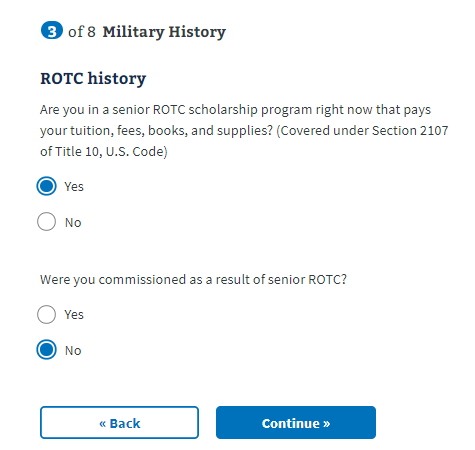 3 of 8 Military History
ROTC history
Are you in a senior ROTC scholarship program right now that pays
your tuition, fees, books, and supplies? (Covered under Section 2107
of Title 10, U.S. Code)
Yes
No
Were you commissioned as a result of senior ROTC?
Yes
No
« Back
Continue »